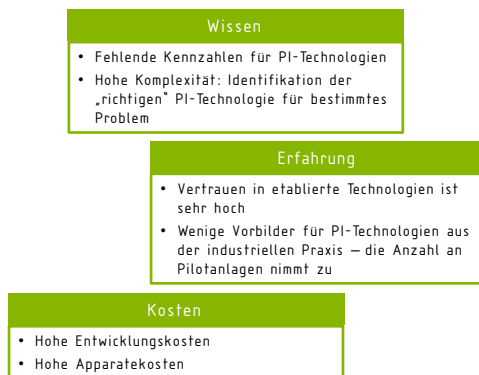 Wissen
• Fehlende Kennzahlen für PI-Technologien
• Hohe Komplexität: Identifikation der
„richtigen“ PI-Technologie für bestimmtes
Problem
Erfahrung
• Vertrauen in etablierte Technologien ist
sehr hoch
• Wenige Vorbilder für PI-Technologien aus
der industriellen Praxis – die Anzahl an
Pilotanlagen nimmt zu
Kosten
• Hohe Entwicklungskosten
• Hohe Apparatekosten